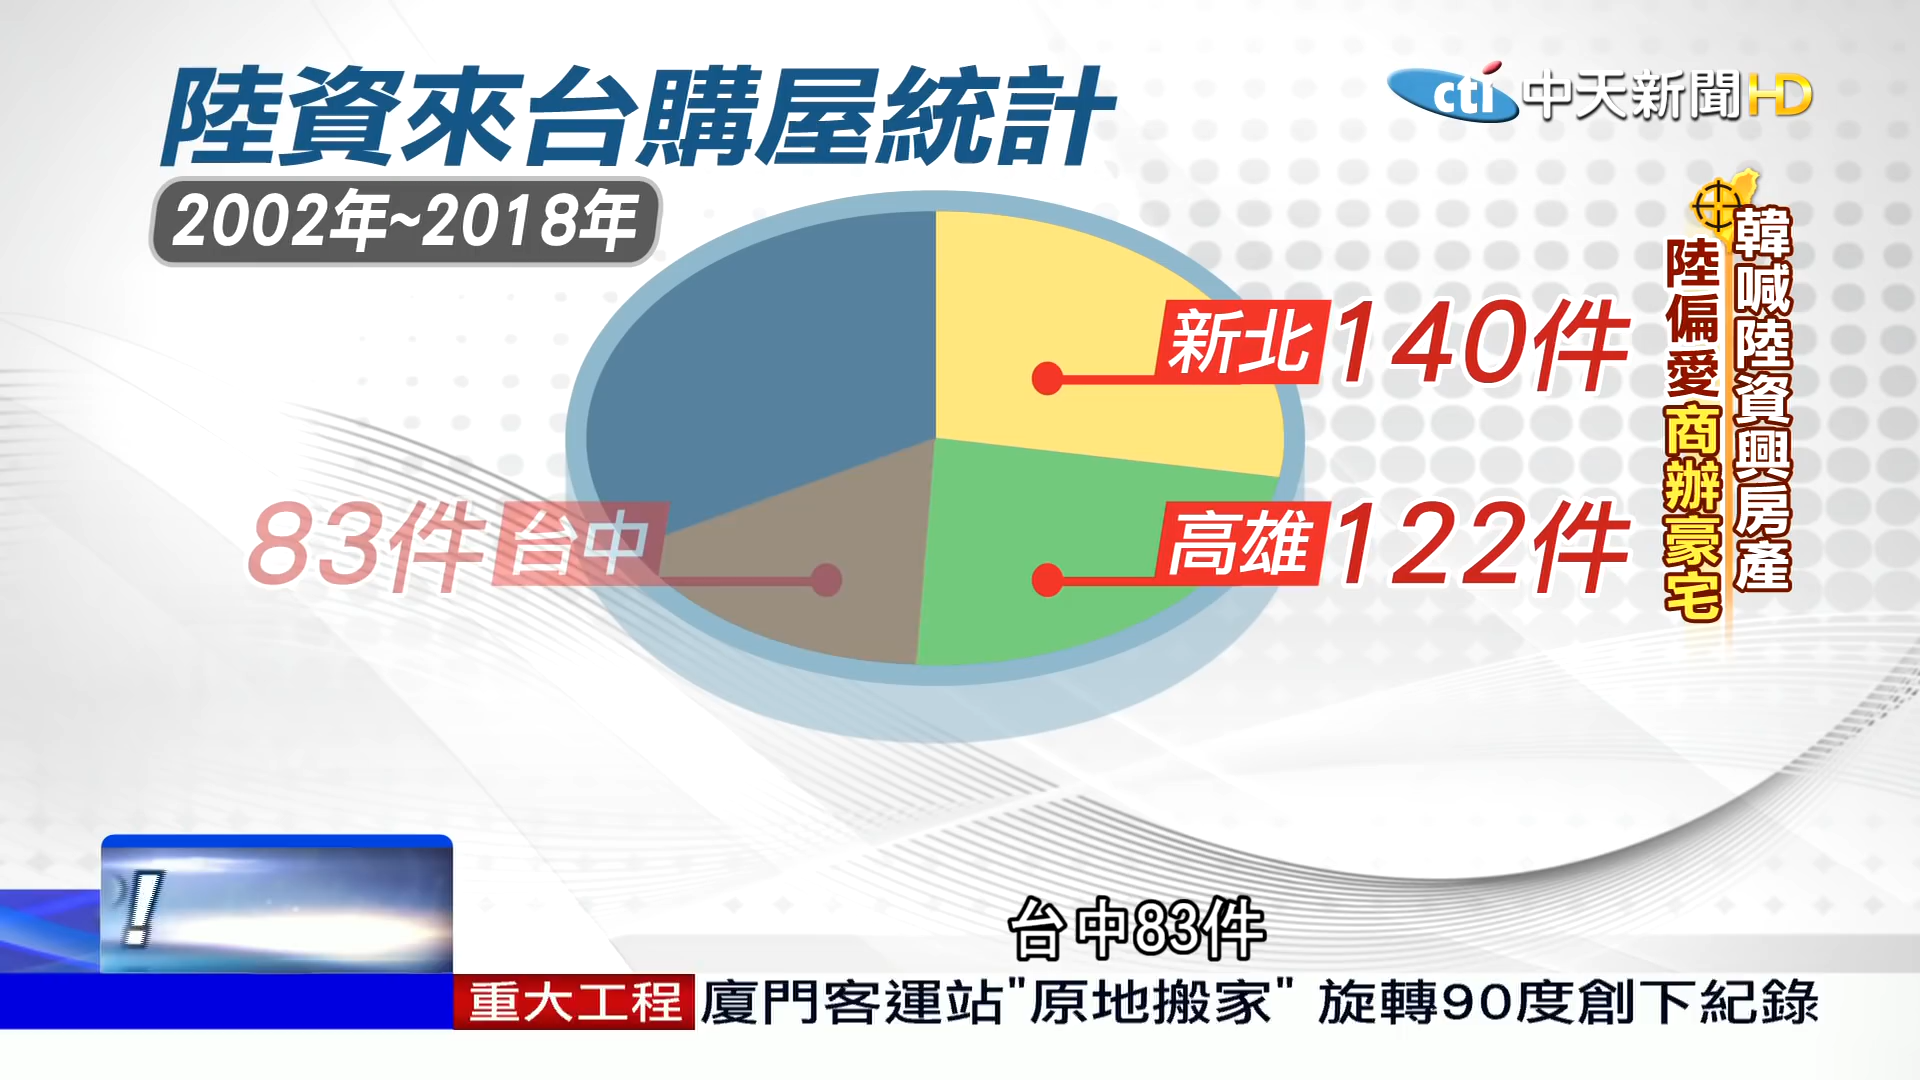 陸資來台購屋統計
2002年~2018年
cti 中天新聞HD
韓喊陸資興房產
陸偏愛商辦豪宅
新北 140件
83件 台中
高雄 122件
!
台中83件
重大工程 廈門客運站"原地搬家" 旋轉90度創下紀錄